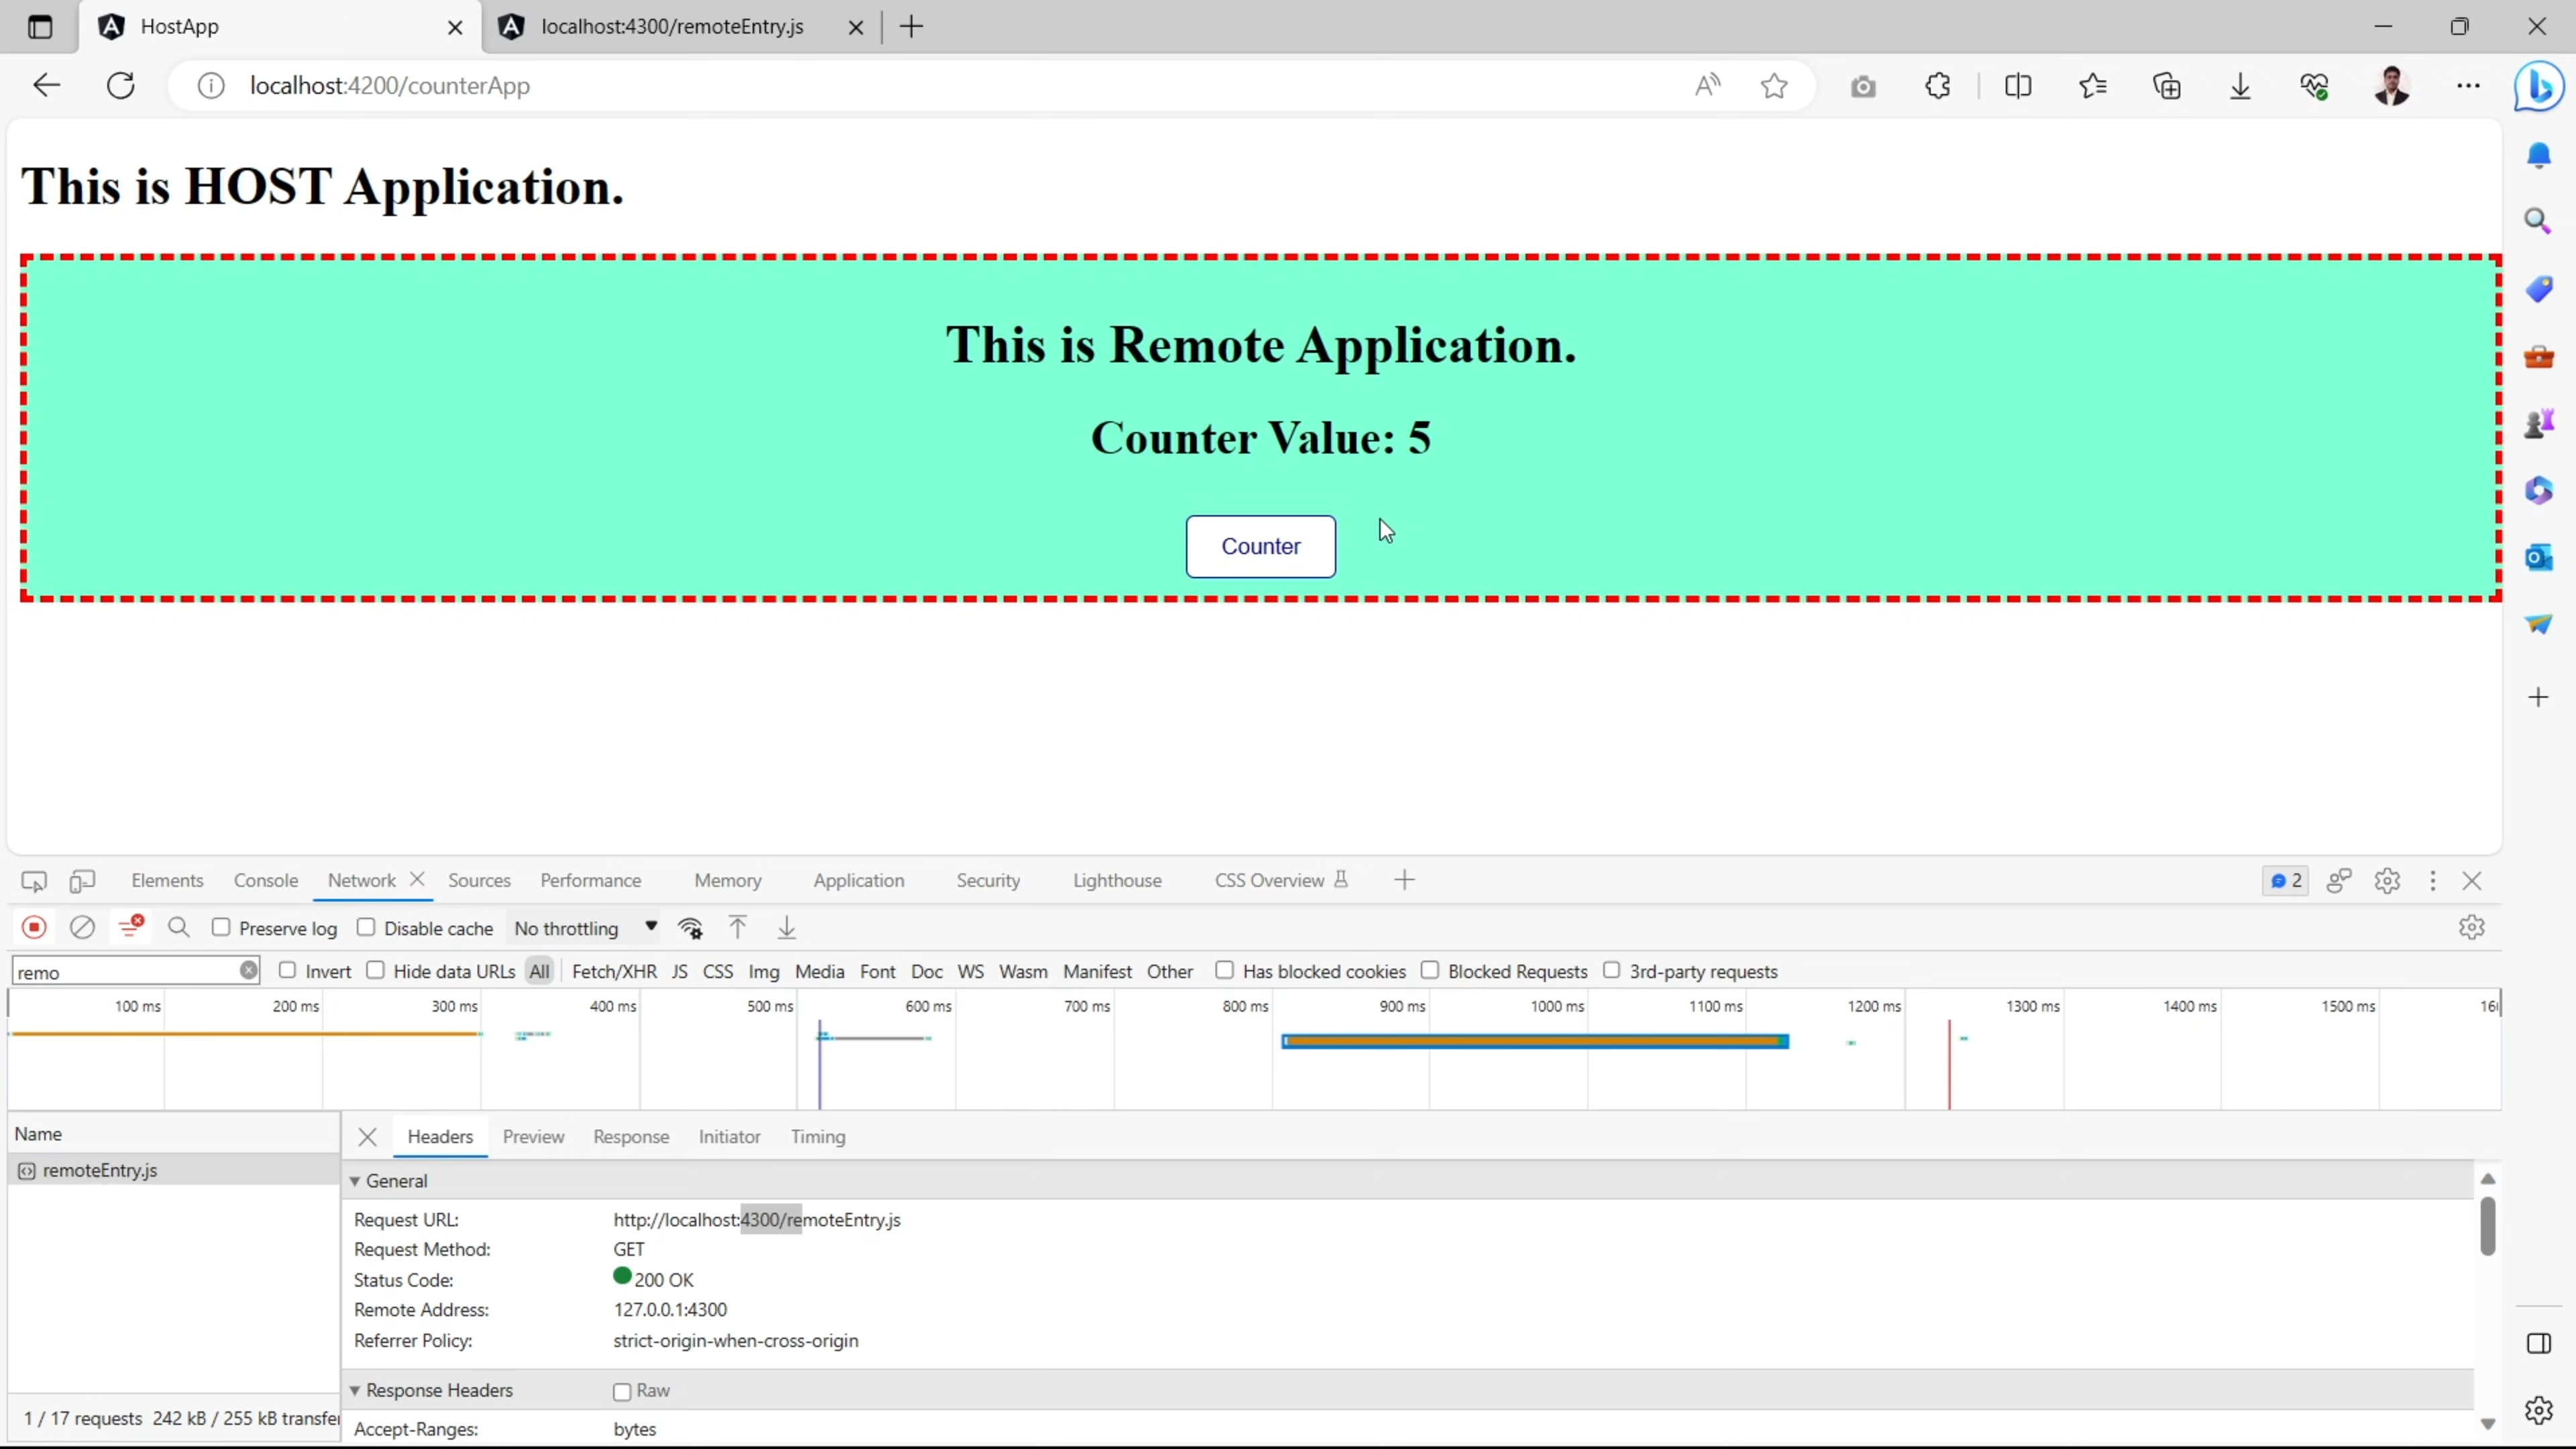 HostApp
localhost:4300/remoteEntry.js
localhost:4200/counterApp
This is HOST Application.
This is Remote Application.
Counter Value: 5
Counter
Elements Console Network Sources Performance Memory Application Security Lighthouse CSS Overview 2
Preserve log Disable cache No throttling
remo Invert Hide data URLs All Fetch/XHR JS CSS Img Media Font Doc WS Wasm Manifest Other Has blocked cookies Blocked Requests 3rd-party requests
100 ms 200 ms 300 ms 400 ms 500 ms 600 ms 700 ms 800 ms 900 ms 1000 ms 1100 ms 1200 ms 1300 ms 1400 ms 1500 ms
Name Headers Preview Response Initiator Timing
remoteEntry.js
General
Request URL: http://localhost:4300/remoteEntry.js
Request Method: GET
Status Code: 200 OK
Remote Address: 127.0.0.1:4300
Referrer Policy: strict-origin-when-cross-origin
Response Headers Raw
1 / 17 requests 242 kB / 255 kB
Accept-Ranges: bytes